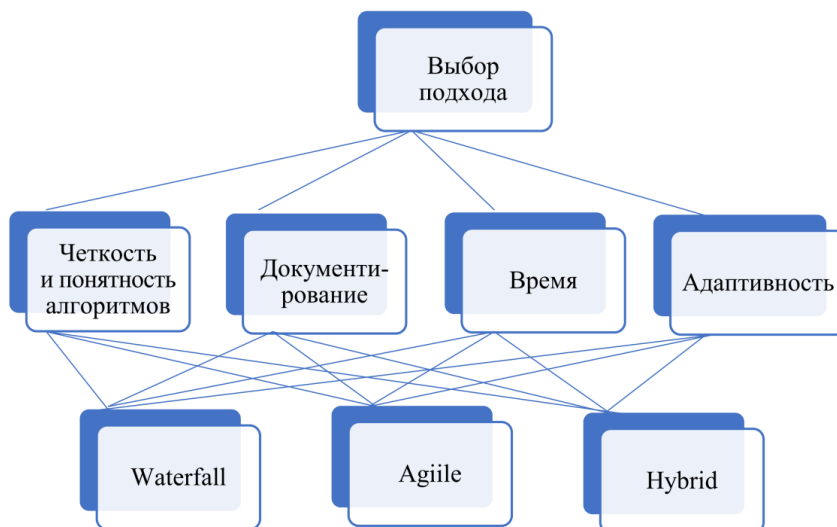 Выбор
подхода
Четкость
и понятность
алгоритмов
Документи-
рование
Время
Адаптивность
Waterfall
Agiile
Hybrid